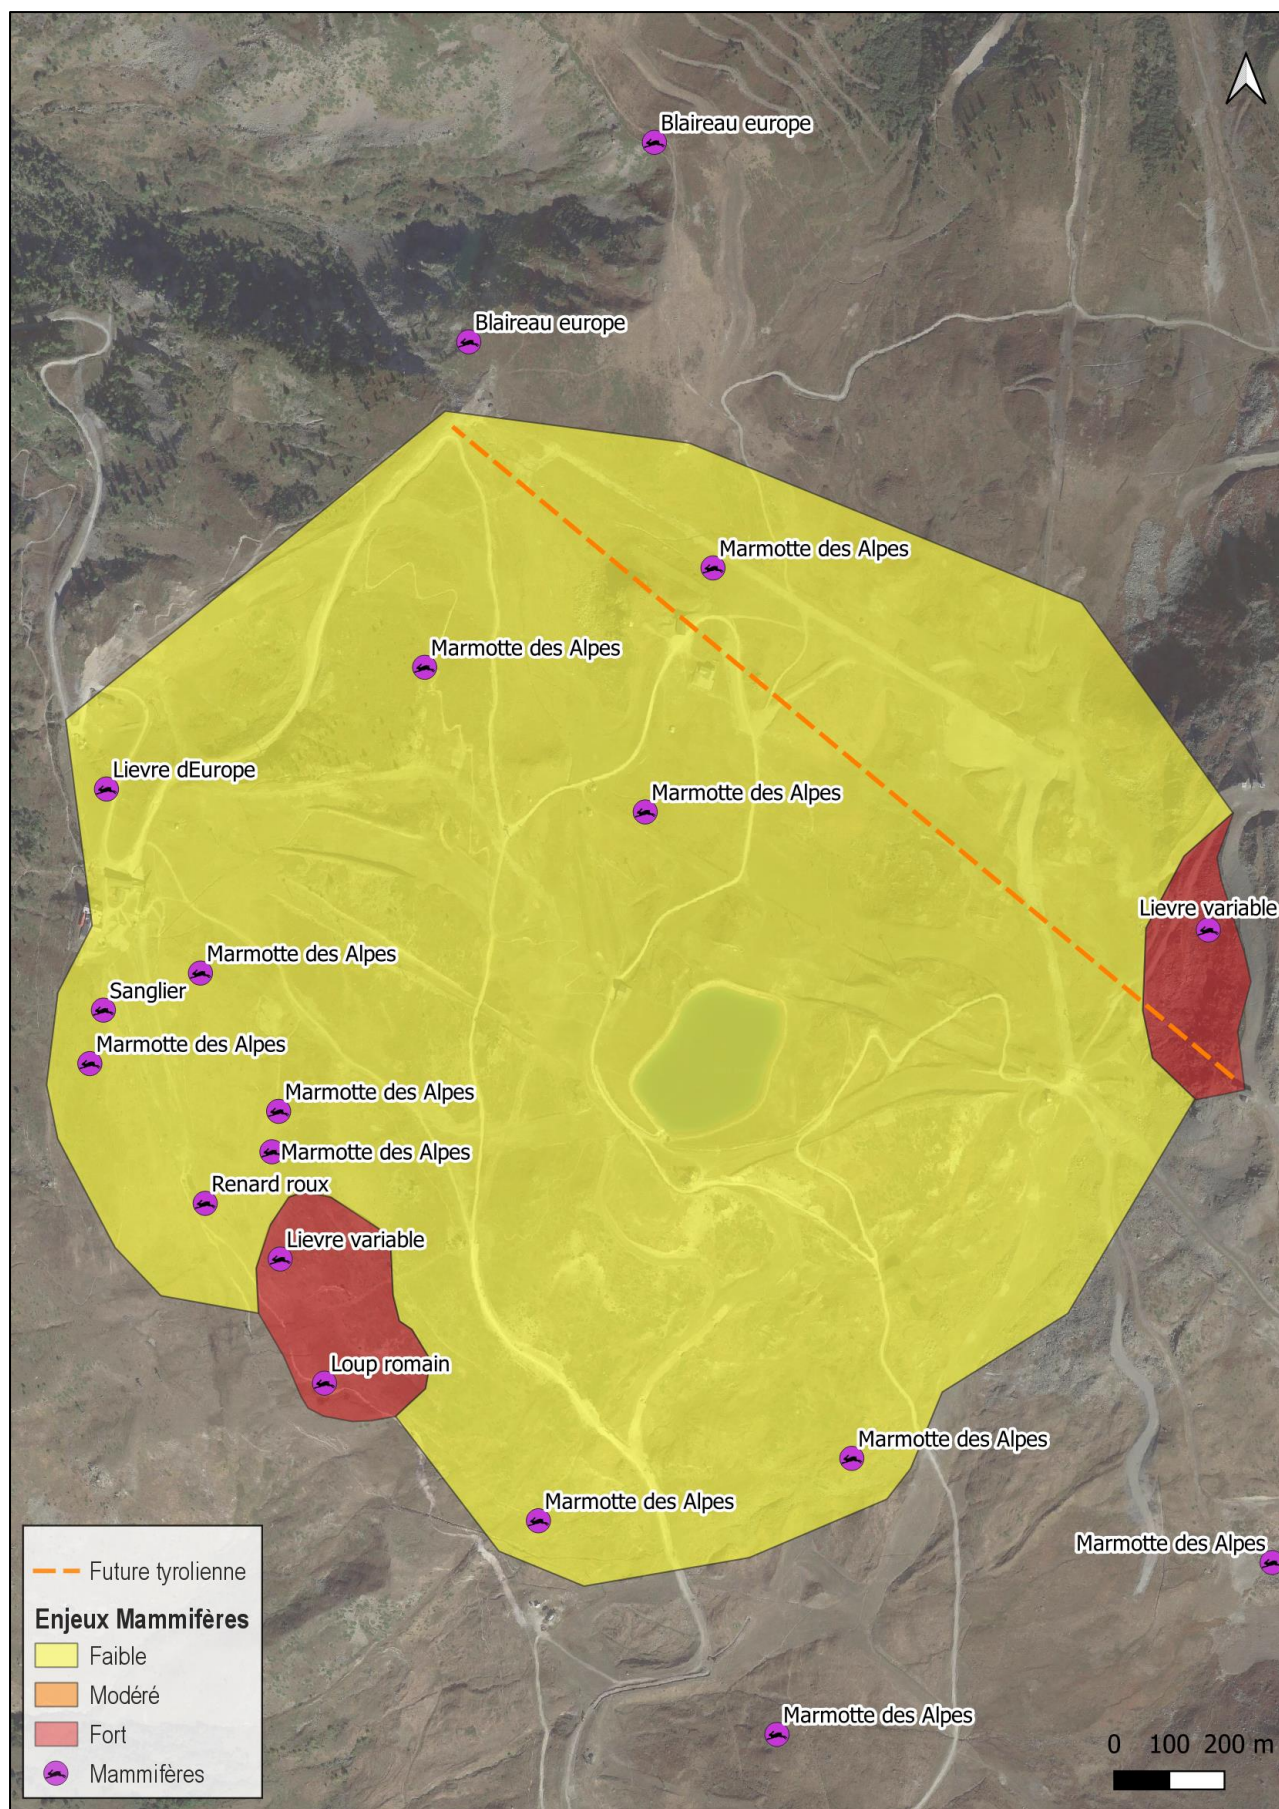 Blaireau europe
Blaireau europe
Marmotte des Alpes
Marmotte des Alpes
Lievre dEurope
Marmotte des Alpes
Lievre variable
Marmotte des Alpes
Sanglier
Marmotte des Alpes
Marmotte des Alpes
Marmotte des Alpes
Renard roux
Lievre variable
Loup romain
Marmotte des Alpes
Marmotte des Alpes
Marmotte des Alpes
Marmotte des Alpes
Future tyrolienne
Enjeux Mammifères
Faible
Modéré
Fort
Mammifères
0 100 200 m